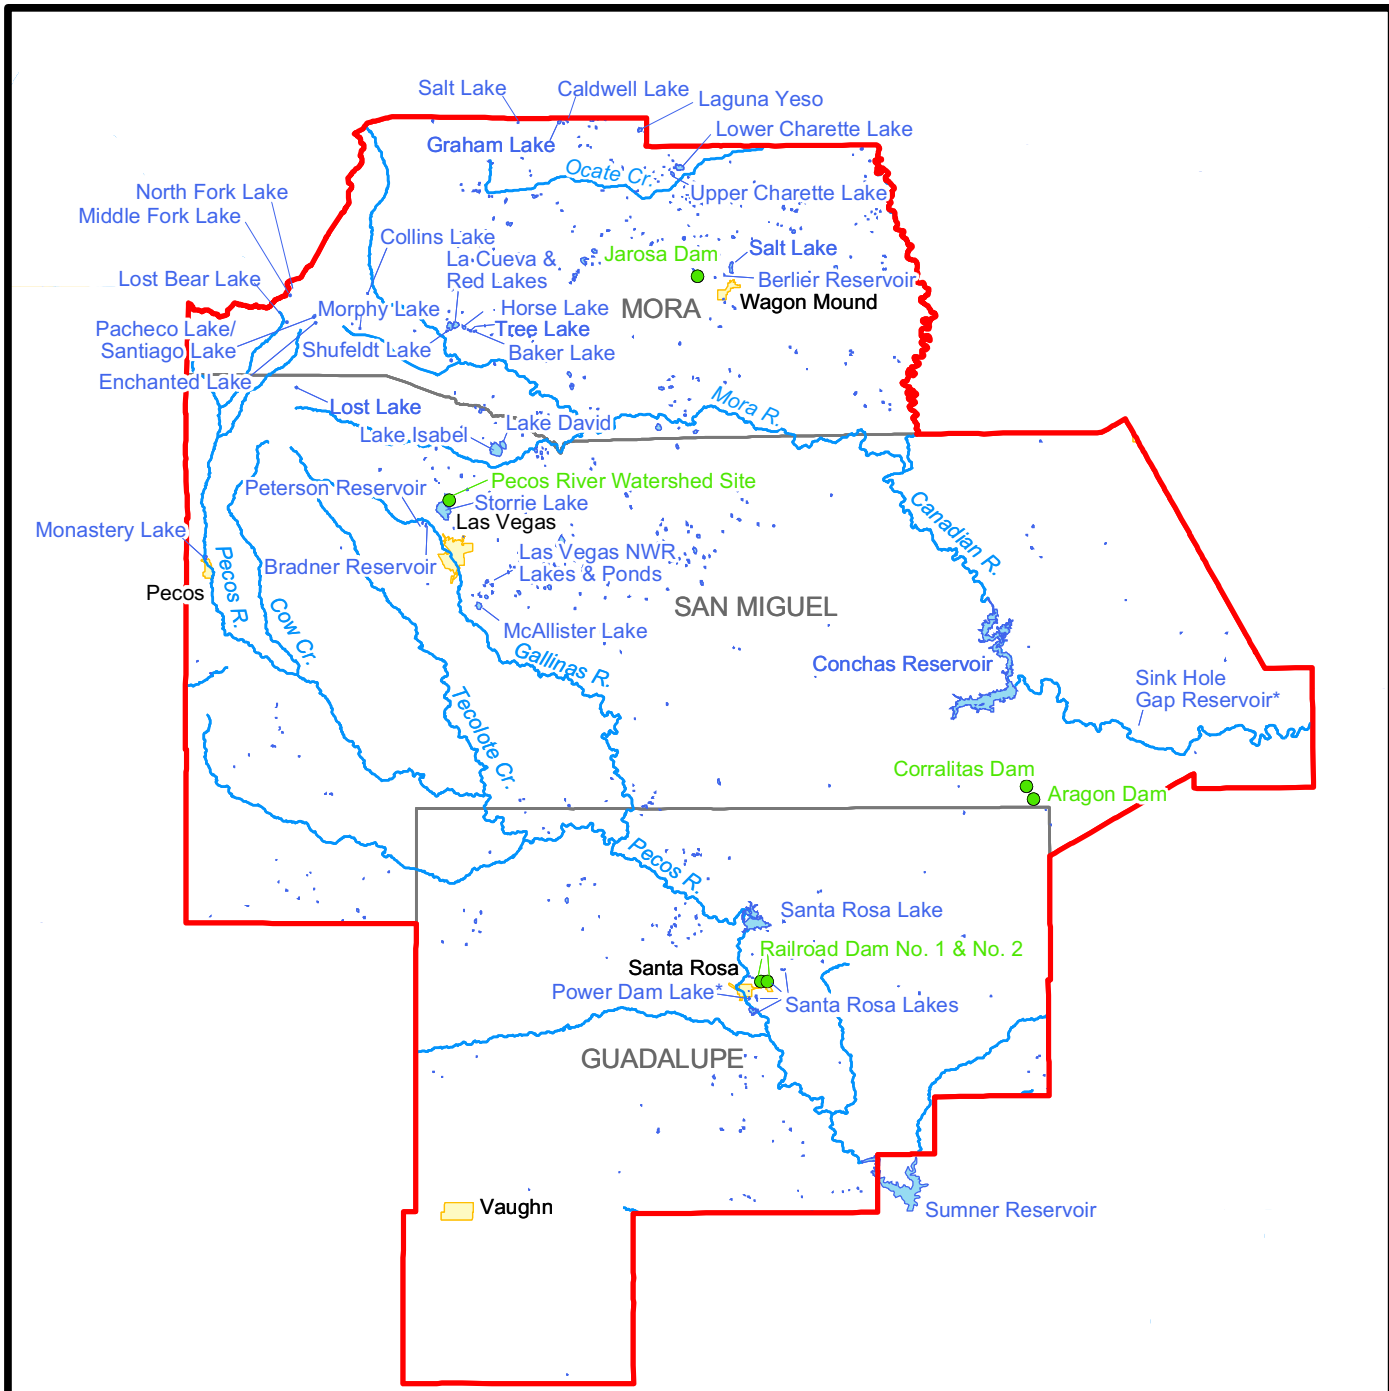 Salt Lake
Caldwell Lake
Laguna Yeso
Lower Charette Lake
Graham Lake
Ocate Cr.
Upper Charette Lake
North Fork Lake
Middle Fork Lake
Collins Lake
La Cueva &
Red Lakes
Jarosa Dam
Salt Lake
Berlier Reservoir
Wagon Mound
Lost Bear Lake
Morphy Lake
Horse Lake
MORA
Pacheco Lake/
Santiago Lake
Tree Lake
Shufeldt Lake
Baker Lake
Enchanted Lake
Lost Lake
Mora R.
Lake David
Lake Isabel
Pecos River Watershed Site
Peterson Reservoir
Storrie Lake
Las Vegas
Canadian R.
Monastery Lake
Las Vegas NWR
Lakes & Ponds
Bradner Reservoir
Pecos
Pecos R.
Cow Cr.
SAN MIGUEL
McAllister Lake
Gallinas R.
Conchas Reservoir
Sink Hole
Gap Reservoir*
Tecolote Cr.
Corralitas Dam
Aragon Dam
Pecos R.
Santa Rosa Lake
Railroad Dam No. 1 & No. 2
Santa Rosa
Power Dam Lake*
Santa Rosa Lakes
GUADALUPE
Vaughn
Sumner Reservoir